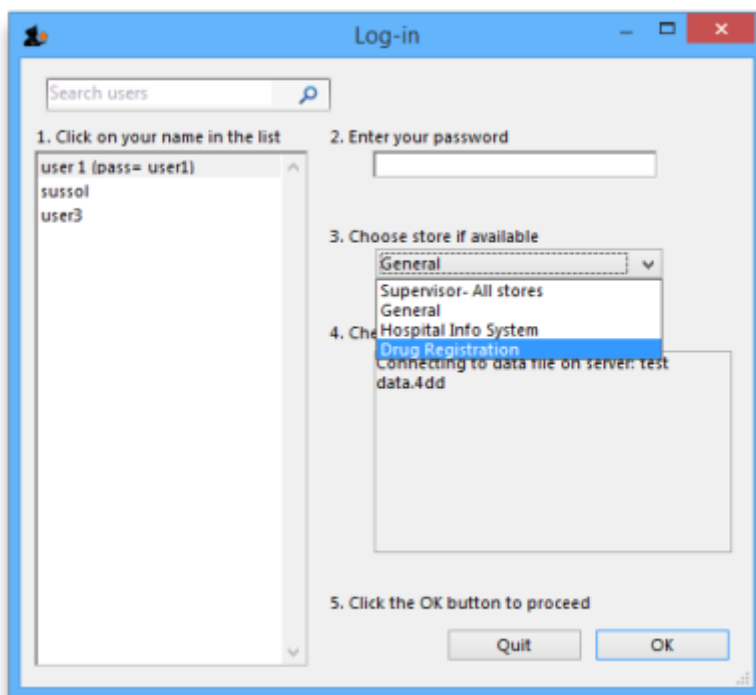 Log-in
Search users
1. Click on your name in the list
user 1 (pass= user1)
sussol
user3
2. Enter your password
3. Choose store if available
General
Supervisor- All stores
General
Hospital Info System
Drug Registration
4. Che
Connecting to data file on server: test
data.4dd
5. Click the OK button to proceed
Quit
OK